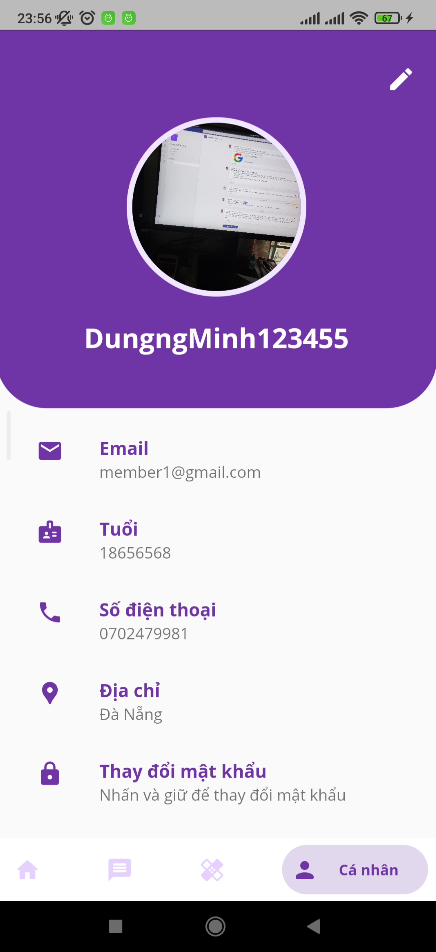 23:56
67
DungngMinh123455
Email
member1@gmail.com
Tuổi
18656568
Số điện thoại
0702479981
Địa chỉ
Đà Nẵng
Thay đổi mật khẩu
Nhấn và giữ để thay đổi mật khẩu
Cá nhân